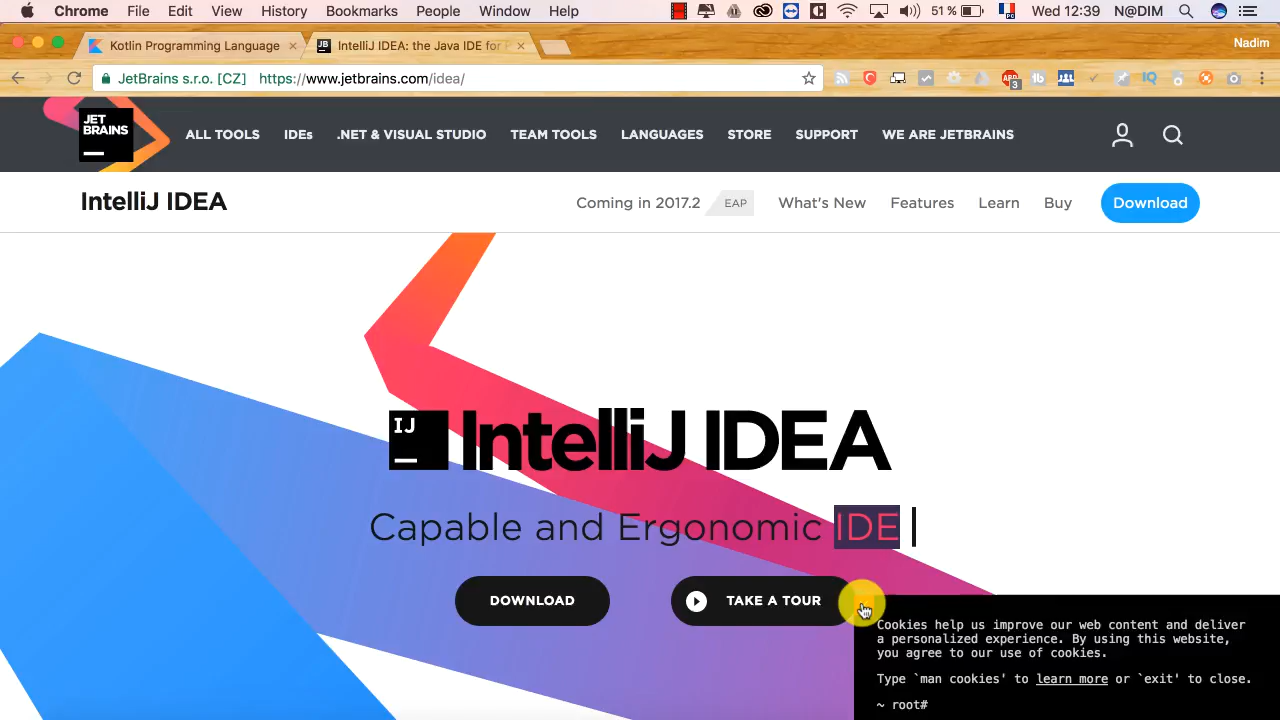 Chrome File Edit View History Bookmarks People Window Help 51 % Wed 12:39 N@DIM
Kotlin Programming Language
IntelliJ IDEA: the Java IDE for
Nadim
JetBrains s.r.o. [CZ] https://www.jetbrains.com/idea/
3
JET
BRAINS
ALL TOOLS IDEs .NET & VISUAL STUDIO TEAM TOOLS LANGUAGES STORE SUPPORT WE ARE JETBRAINS
IntelliJ IDEA Coming in 2017.2 EAP What's New Features Learn Buy Download
IJ
IntelliJ IDEA
Capable and Ergonomic IDE
DOWNLOAD TAKE A TOUR
Cookies help us improve our web content and deliver
a personalized experience. By using this website,
you agree to our use of cookies.
Type `man cookies' to learn more or `exit' to close.
~ root#